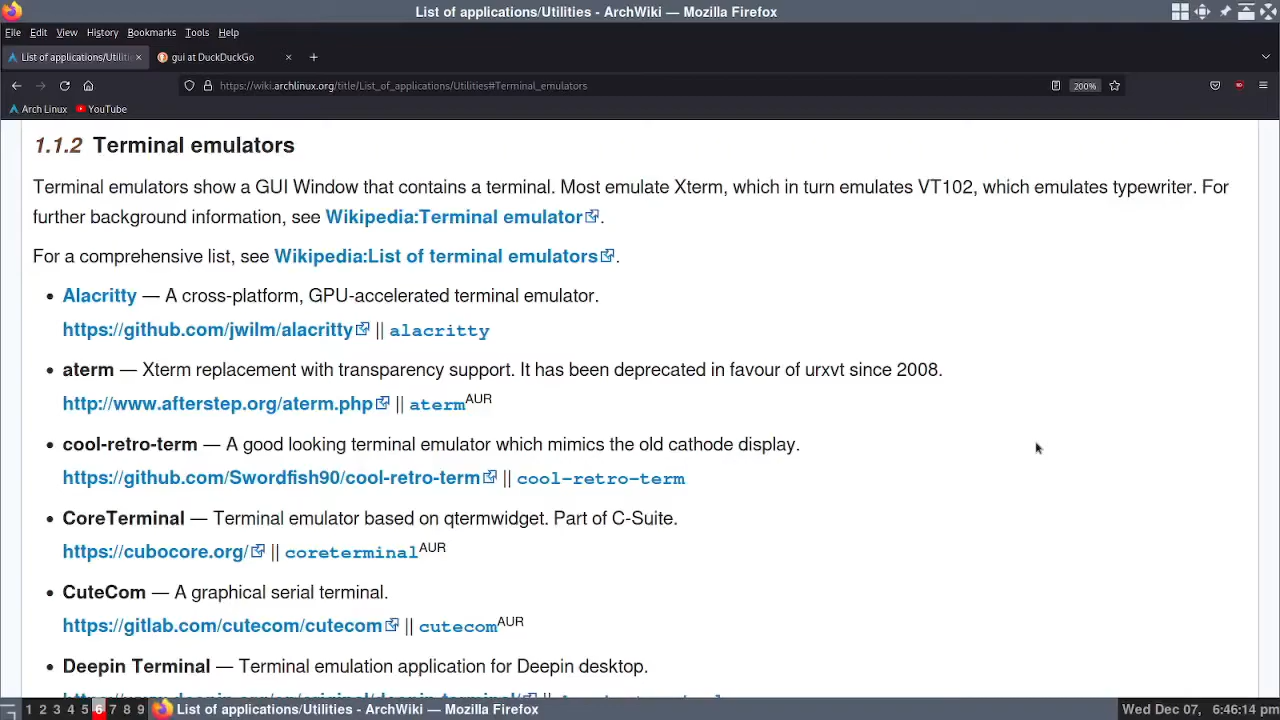 List of applications/Utilities - ArchWiki — Mozilla Firefox
File Edit View History Bookmarks Tools Help
List of applications/Utiliti × gui at DuckDuckGo × +
https://wiki.archlinux.org/title/List_of_applications/Utilities#Terminal_emulators 200%
Arch Linux YouTube
1.1.2 Terminal emulators
Terminal emulators show a GUI Window that contains a terminal. Most emulate Xterm, which in turn emulates VT102, which emulates typewriter. For
further background information, see Wikipedia:Terminal emulator.
For a comprehensive list, see Wikipedia:List of terminal emulators.
• Alacritty — A cross-platform, GPU-accelerated terminal emulator.
https://github.com/jwilm/alacritty || alacritty
• aterm — Xterm replacement with transparency support. It has been deprecated in favour of urxvt since 2008.
http://www.afterstep.org/aterm.php || aterm AUR
• cool-retro-term — A good looking terminal emulator which mimics the old cathode display.
https://github.com/Swordfish90/cool-retro-term || cool-retro-term
• CoreTerminal — Terminal emulator based on qtermwidget. Part of C-Suite.
https://cubocore.org/ || coreterminal AUR
• CuteCom — A graphical serial terminal.
https://gitlab.com/cutecom/cutecom || cutecom AUR
• Deepin Terminal — Terminal emulation application for Deepin desktop.
1 2 3 4 5 6 7 8 9 List of applications/Utilities - ArchWiki — Mozilla Firefox Wed Dec 07, 6:46:14 pm